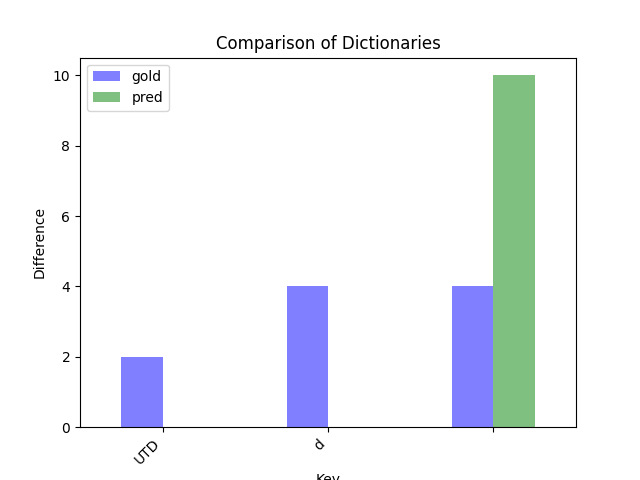 Comparison of Dictionaries
gold
pred
10
8
6
4
2
0
Difference
UTD
d
Key